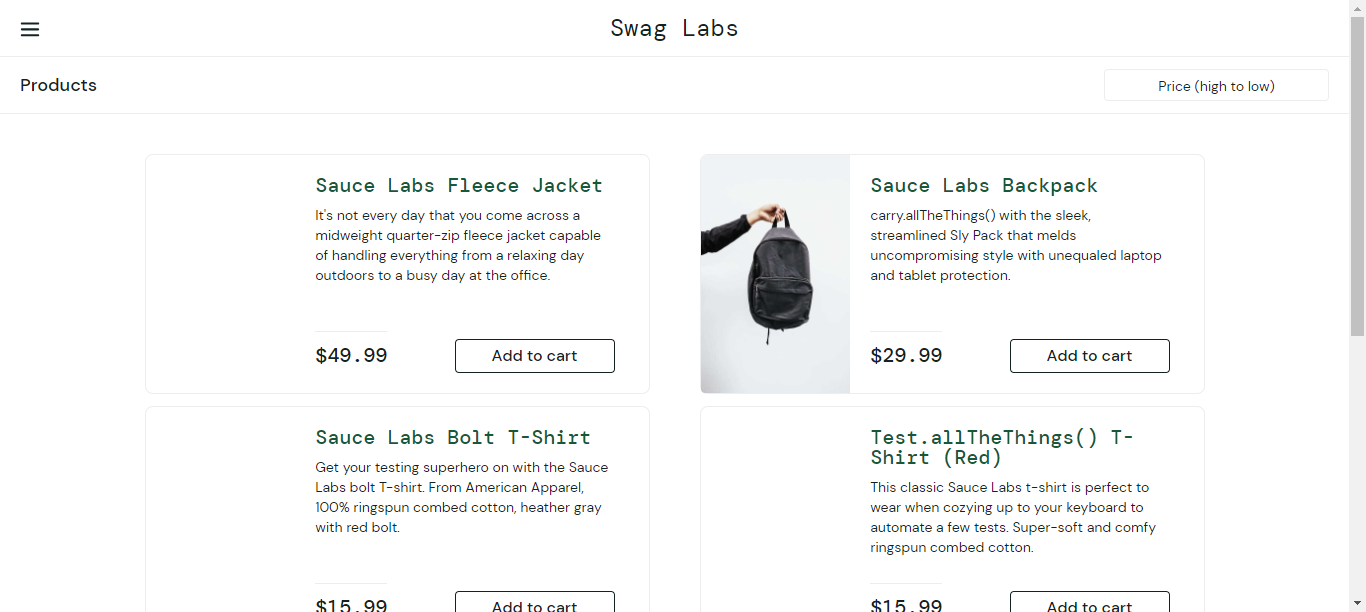 Swag Labs
Products
Price (high to low)
Sauce Labs Fleece Jacket
It's not every day that you come across a
midweight quarter-zip fleece jacket capable
of handling everything from a relaxing day
outdoors to a busy day at the office.
$49.99
Add to cart
Sauce Labs Backpack
carry.allTheThings() with the sleek,
streamlined Sly Pack that melds
uncompromising style with unequaled laptop
and tablet protection.
$29.99
Add to cart
Sauce Labs Bolt T-Shirt
Get your testing superhero on with the Sauce
Labs bolt T-shirt. From American Apparel,
100% ringspun combed cotton, heather gray
with red bolt.
$15.99
Add to cart
Test.allTheThings() T-
Shirt (Red)
This classic Sauce Labs t-shirt is perfect to
wear when cozying up to your keyboard to
automate a few tests. Super-soft and comfy
ringspun combed cotton.
$15.99
Add to cart